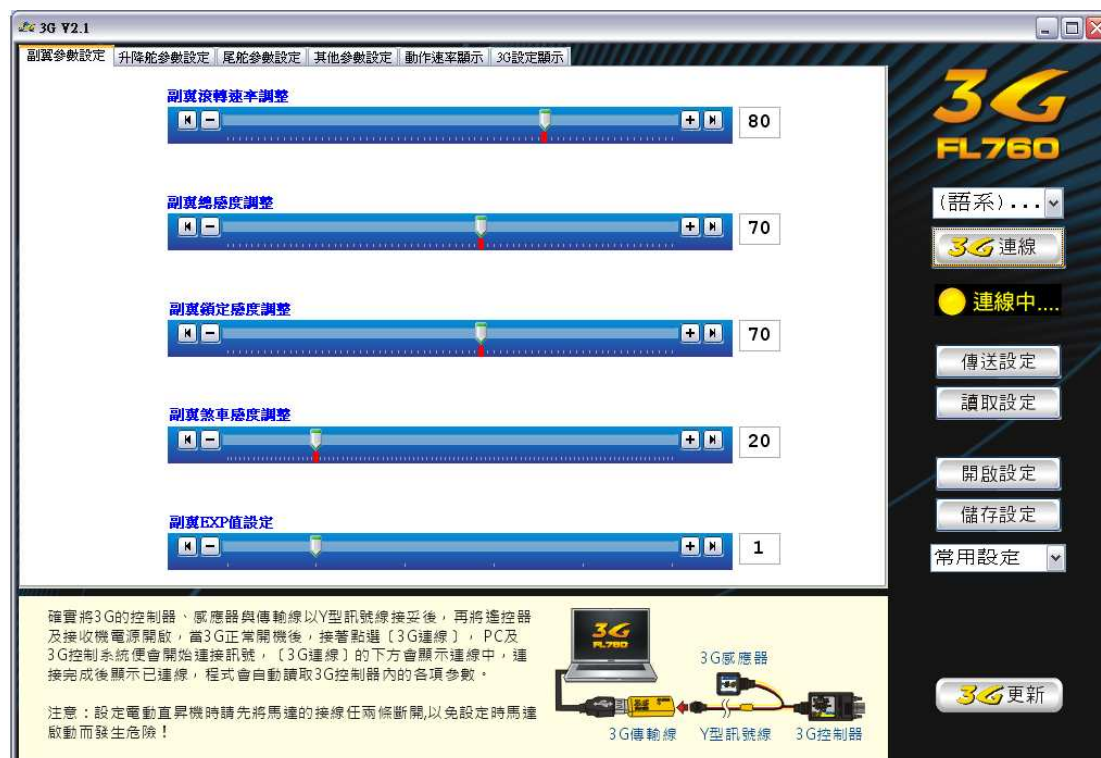 3G V2.1
副翼參數設定 升降舵參數設定 尾舵參數設定 其他參數設定 動作速率顯示 3G設定顯示
副翼滾轉速率調整
80
副翼總感度調整
70
副翼鎖定感度調整
70
副翼煞車感度調整
20
副翼EXP值設定
1
3G
FL760
(語系)...
3G 連線
連線中....
傳送設定
讀取設定
開啟設定
儲存設定
常用設定
3G 更新
確實將3G的控制器、感應器與傳輸線以Y型訊號線接妥後，再將遙控器
及接收機電源開啟，當3G正常開機後，接著點選〔3G連線〕，PC及
3G控制系統便會開始連接訊號，〔3G連線〕的下方會顯示連線中，連
接完成後顯示已連線，程式會自動讀取3G控制器內的各項參數。
注意：設定電動直昇機時請先將馬達的接線任兩條斷開,以免設定時馬達
啟動而發生危險！
3G
FL760
3G感應器
3G傳輸線 Y型訊號線 3G控制器